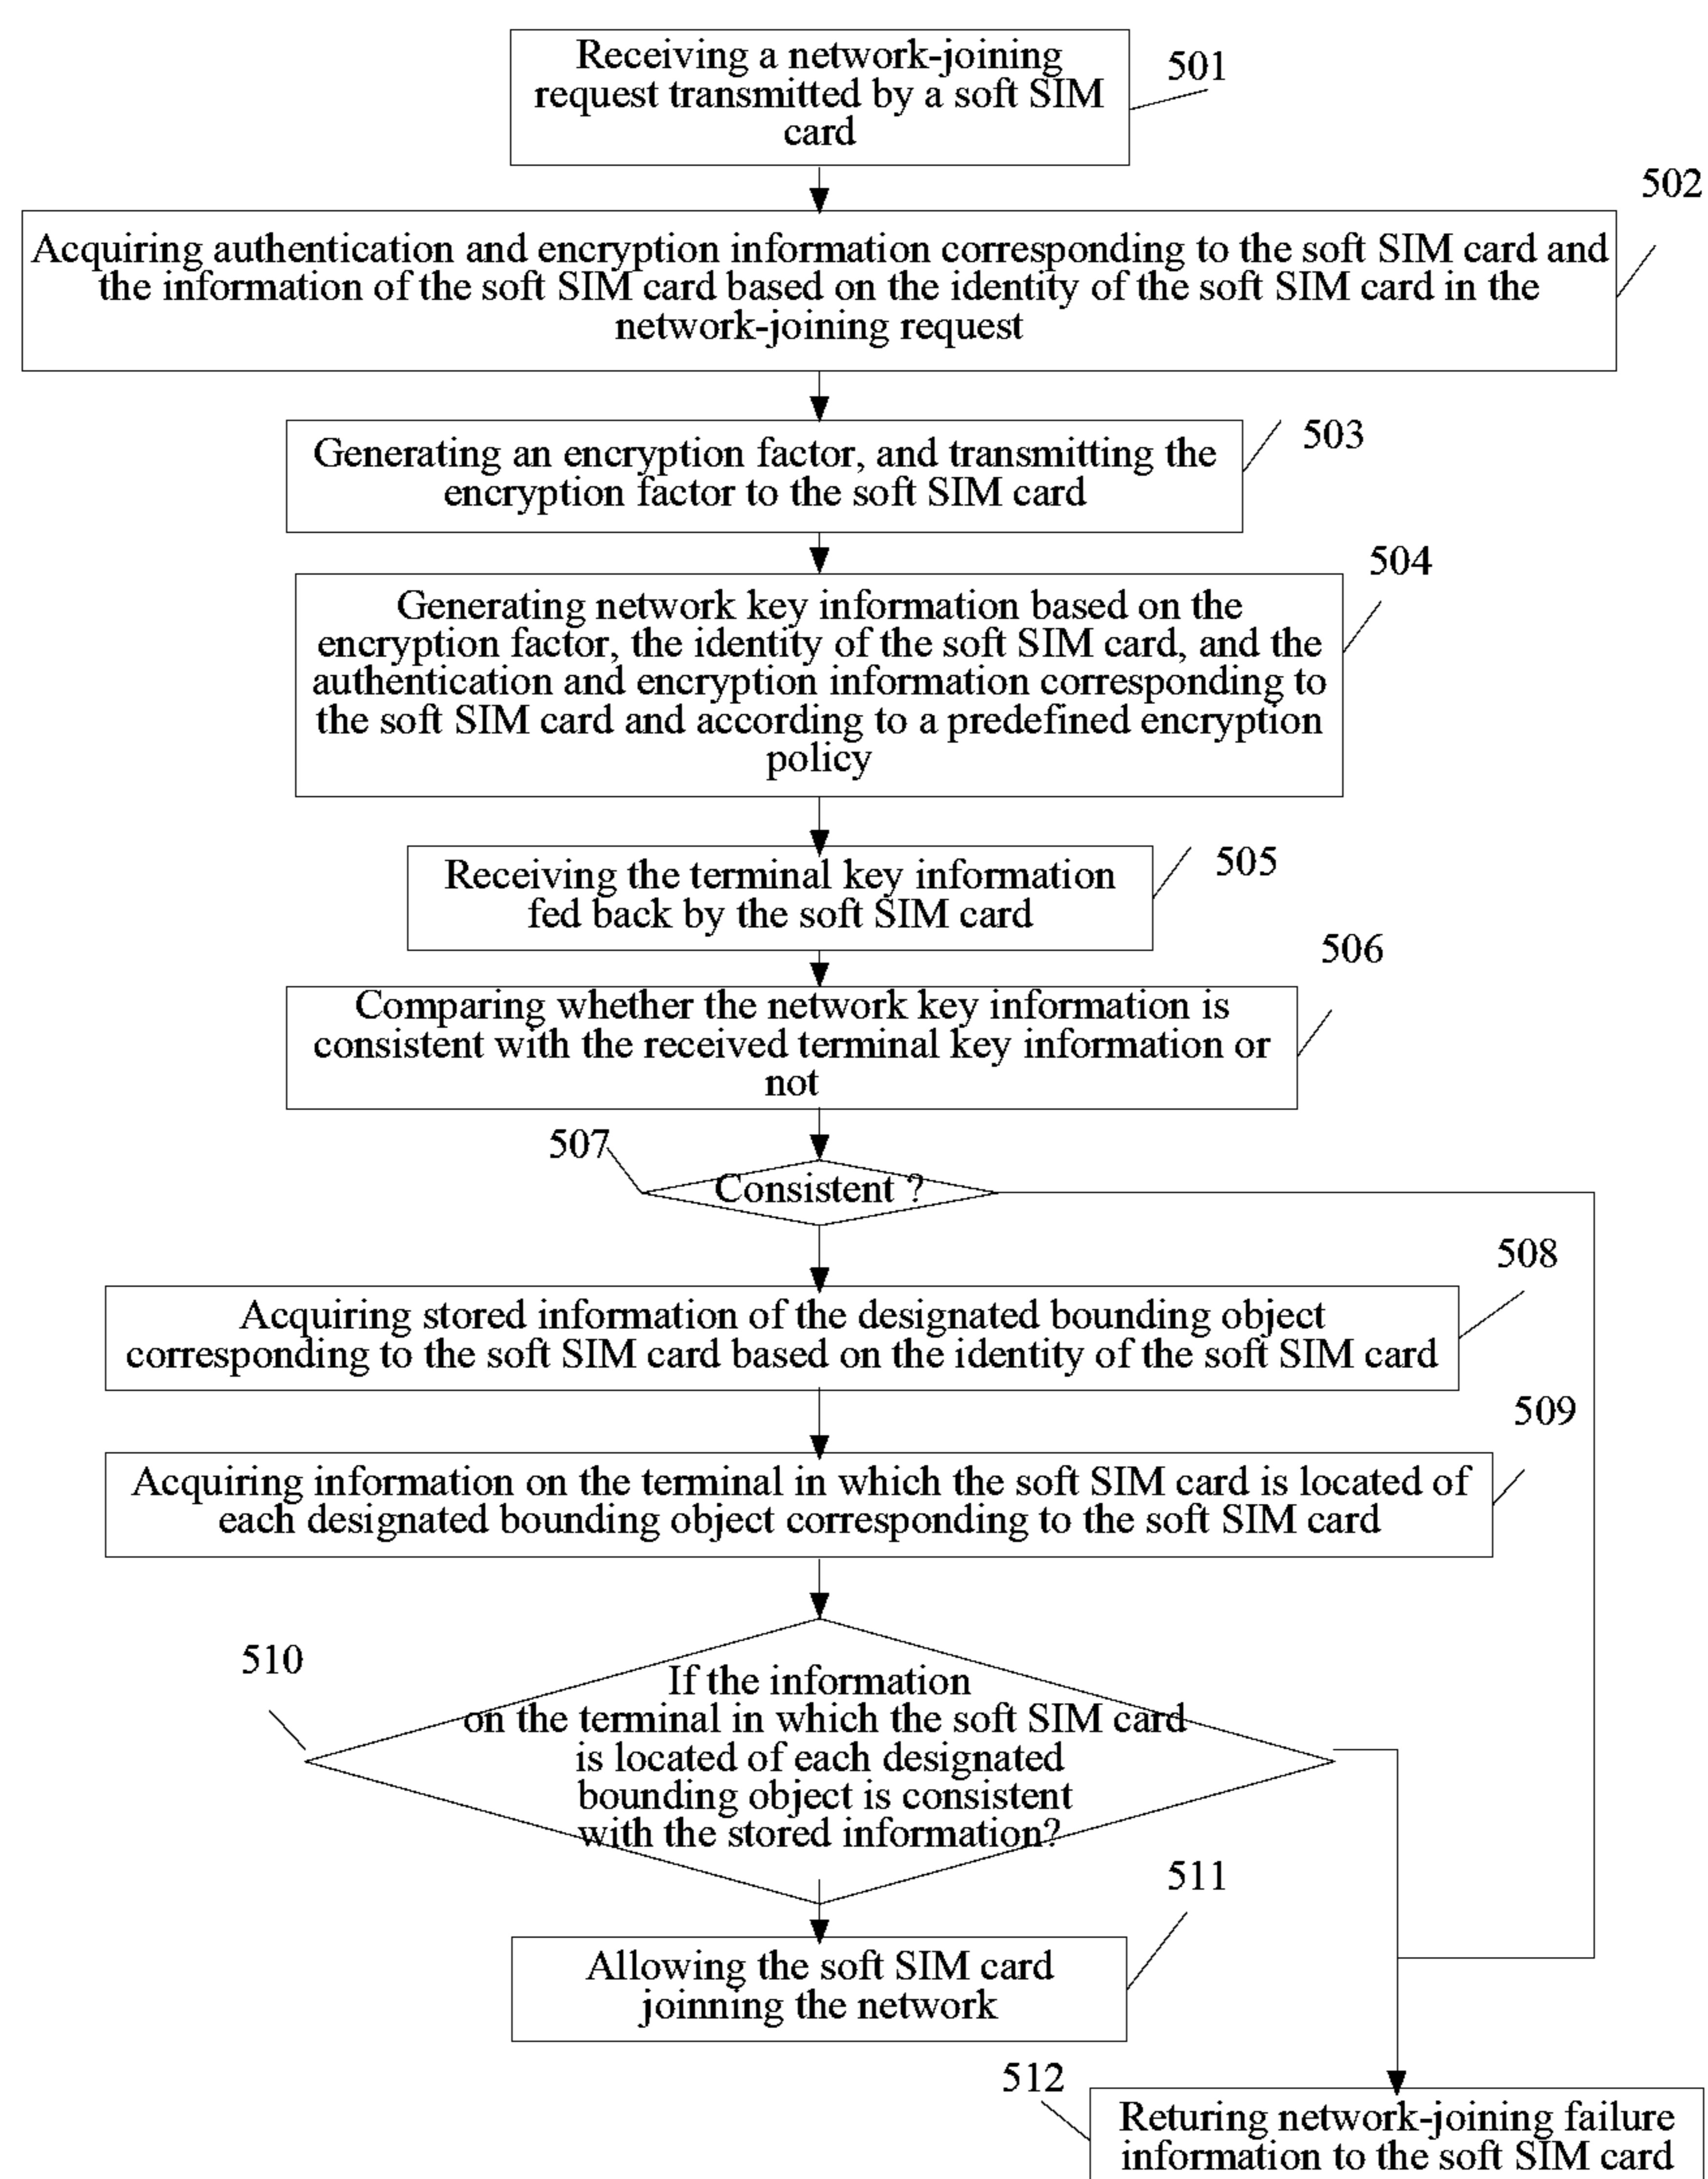 Receiving a network-joining
request transmitted by a soft SIM
card
501
502
Acquiring authentication and encryption information corresponding to the soft SIM card and
the information of the soft SIM card based on the identity of the soft SIM card in the
network-joining request
503
Generating an encryption factor, and transmitting the
encryption factor to the soft SIM card
504
Generating network key information based on the
encryption factor, the identity of the soft SIM card, and the
authentication and encryption information corresponding to
the soft SIM card and according to a predefined encryption
policy
505
Receiving the terminal key information
fed back by the soft SIM card
506
Comparing whether the network key information is
consistent with the received terminal key information or
not
507
Consistent ?
508
Acquiring stored information of the designated bounding object
corresponding to the soft SIM card based on the identity of the soft SIM card
509
Acquiring information on the terminal in which the soft SIM card is located of
each designated bounding object corresponding to the soft SIM card
510
If the information
on the terminal in which the soft SIM card
is located of each designated
bounding object is consistent
with the stored information?
511
Allowing the soft SIM card
joinning the network
512
Returing network-joining failure
information to the soft SIM card